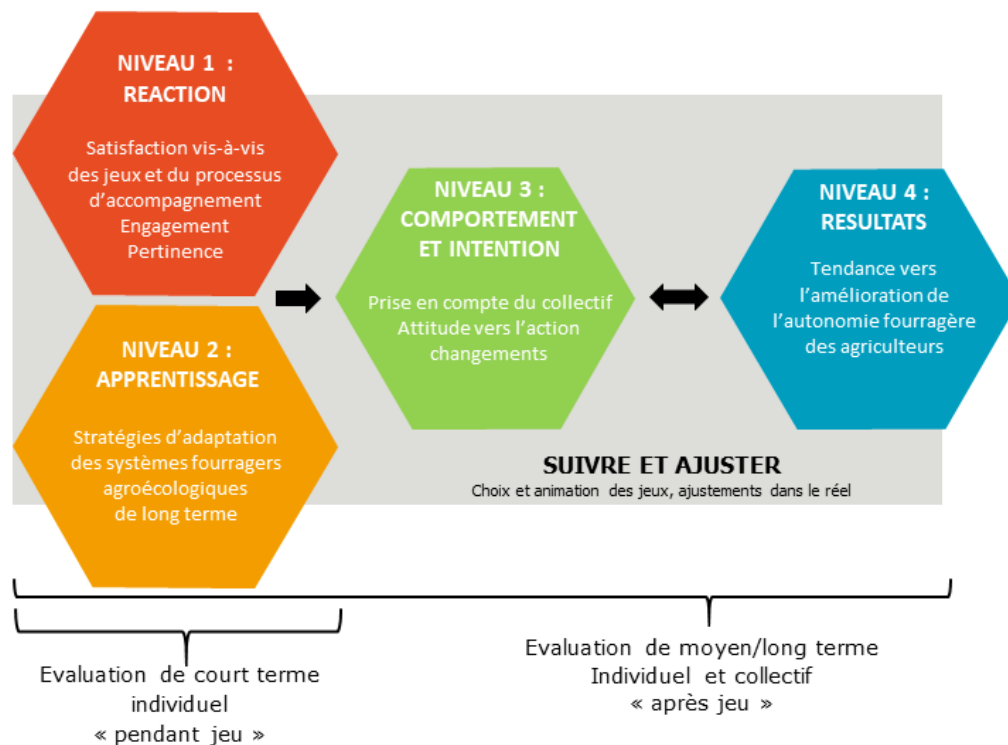 NIVEAU 1 :
REACTION
Satisfaction vis-à-vis
des jeux et du processus
d’accompagnement
Engagement
Pertinence
NIVEAU 2 :
APPRENTISSAGE
Stratégies d’adaptation
des systèmes fourragers
agroécologiques
de long terme
NIVEAU 3 :
COMPORTEMENT
ET INTENTION
Prise en compte du collectif
Attitude vers l’action
changements
NIVEAU 4 :
RESULTATS
Tendance vers
l’amélioration de
l’autonomie fourragère
des agriculteurs
SUIVRE ET AJUSTER
Choix et animation des jeux, ajustements dans le réel
Evaluation de court terme
individuel
« pendant jeu »
Evaluation de moyen/long terme
Individuel et collectif
« après jeu »